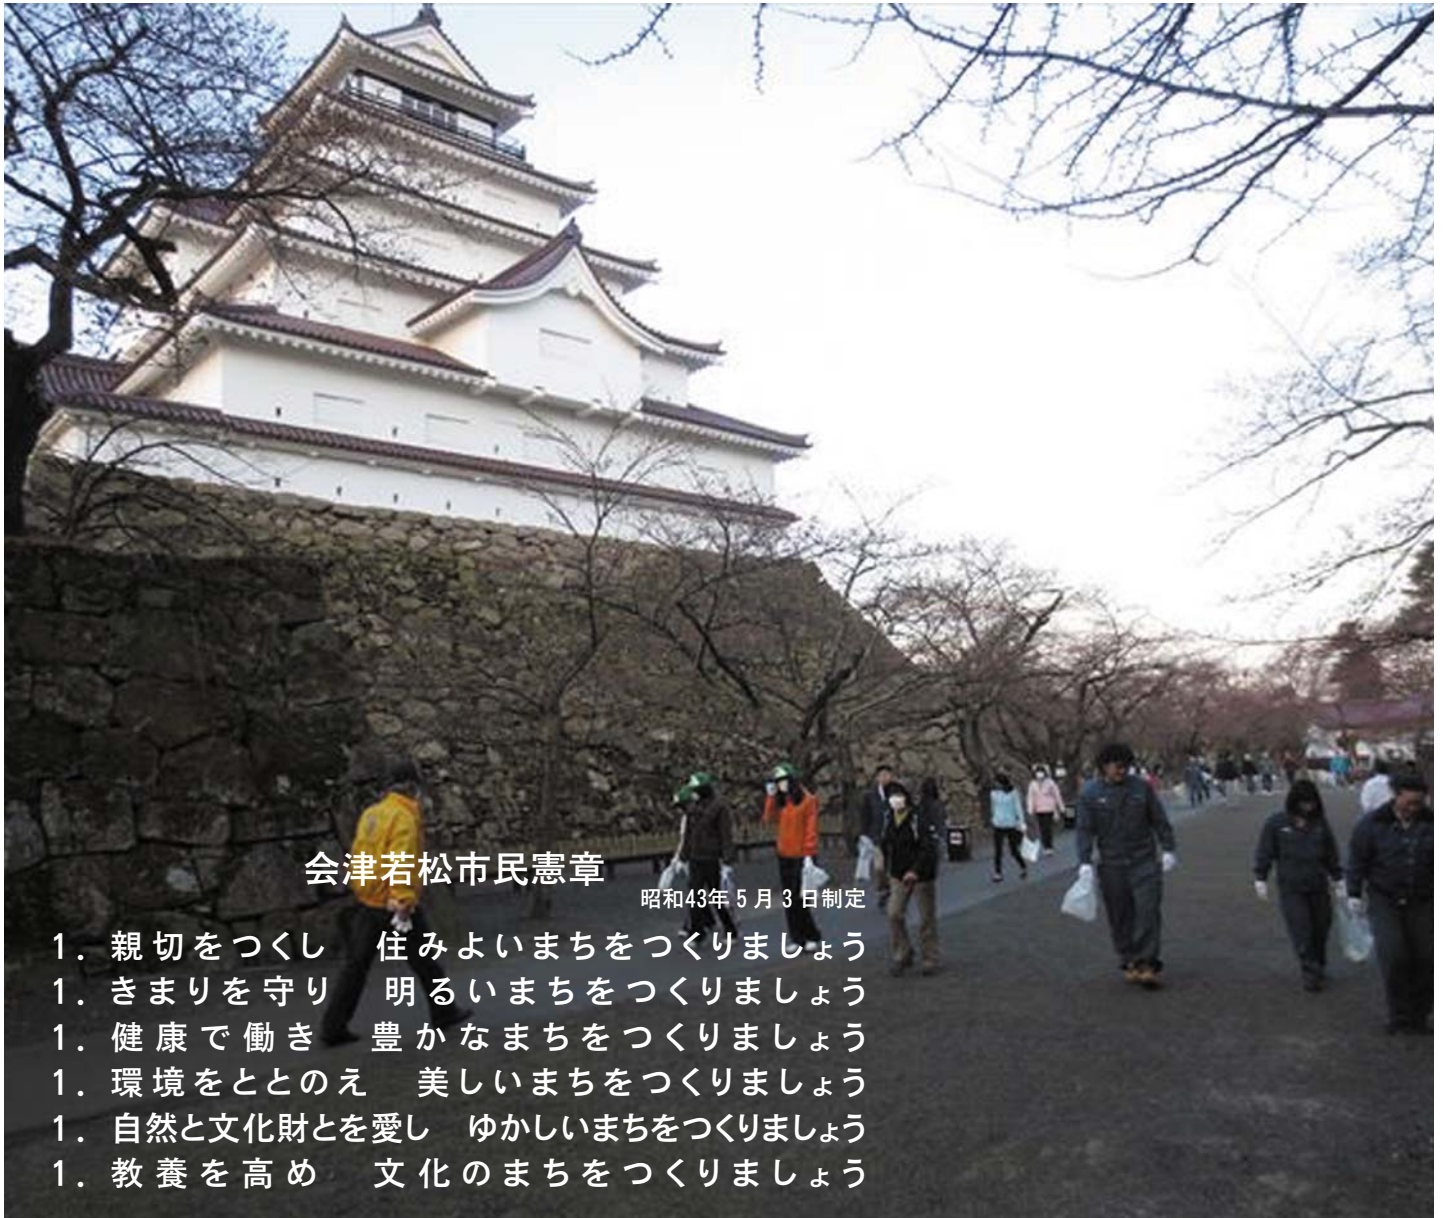 会津若松市民憲章
昭和43年5月3日制定
1. 親切をつくし 住みよいまちをつくりましょう
1. きまりを守り 明るいまちをつくりましょう
1. 健康で働き 豊かなまちをつくりましょう
1. 環境をととのえ 美しいまちをつくりましょう
1. 自然と文化財とを愛し ゆかしいまちをつくりましょう
1. 教養を高め 文化のまちをつくりましょう